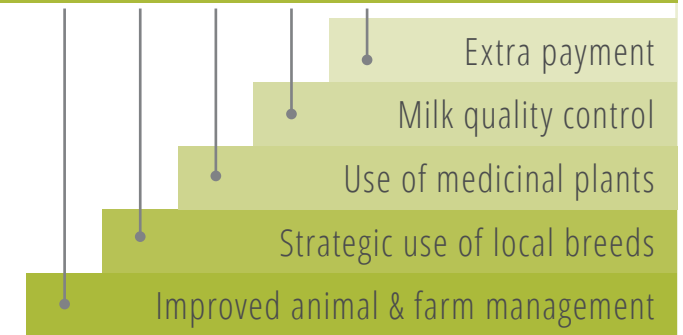 Extra payment
Milk quality control
Use of medicinal plants
Strategic use of local breeds
Improved animal & farm management